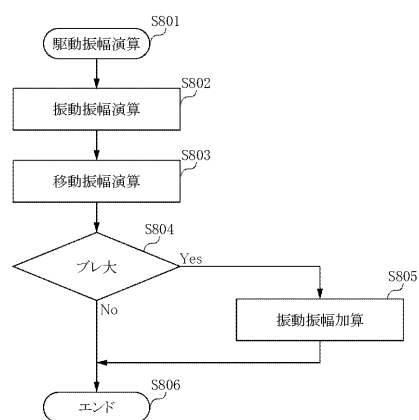 S801
駆動振幅演算
S802
振動振幅演算
S803
移動振幅演算
S804
ブレ大
Yes
S805
振動振幅加算
No
S806
エンド